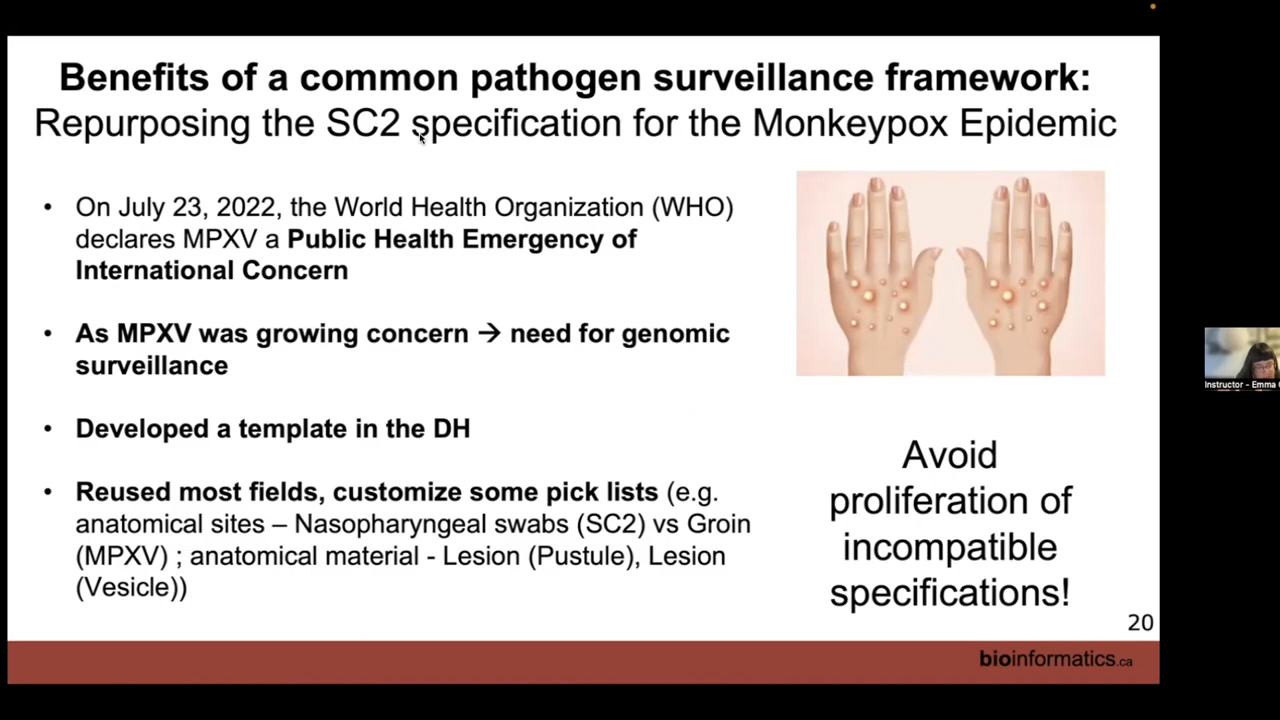 Benefits of a common pathogen surveillance framework:
Repurposing the SC2 specification for the Monkeypox Epidemic
• On July 23, 2022, the World Health Organization (WHO)
declares MPXV a Public Health Emergency of
International Concern
• As MPXV was growing concern → need for genomic
surveillance
• Developed a template in the DH
• Reused most fields, customize some pick lists (e.g.
anatomical sites – Nasopharyngeal swabs (SC2) vs Groin
(MPXV) ; anatomical material - Lesion (Pustule), Lesion
(Vesicle))
Avoid
proliferation of
incompatible
specifications!
20
bioinformatics.ca
Instructor - Emma